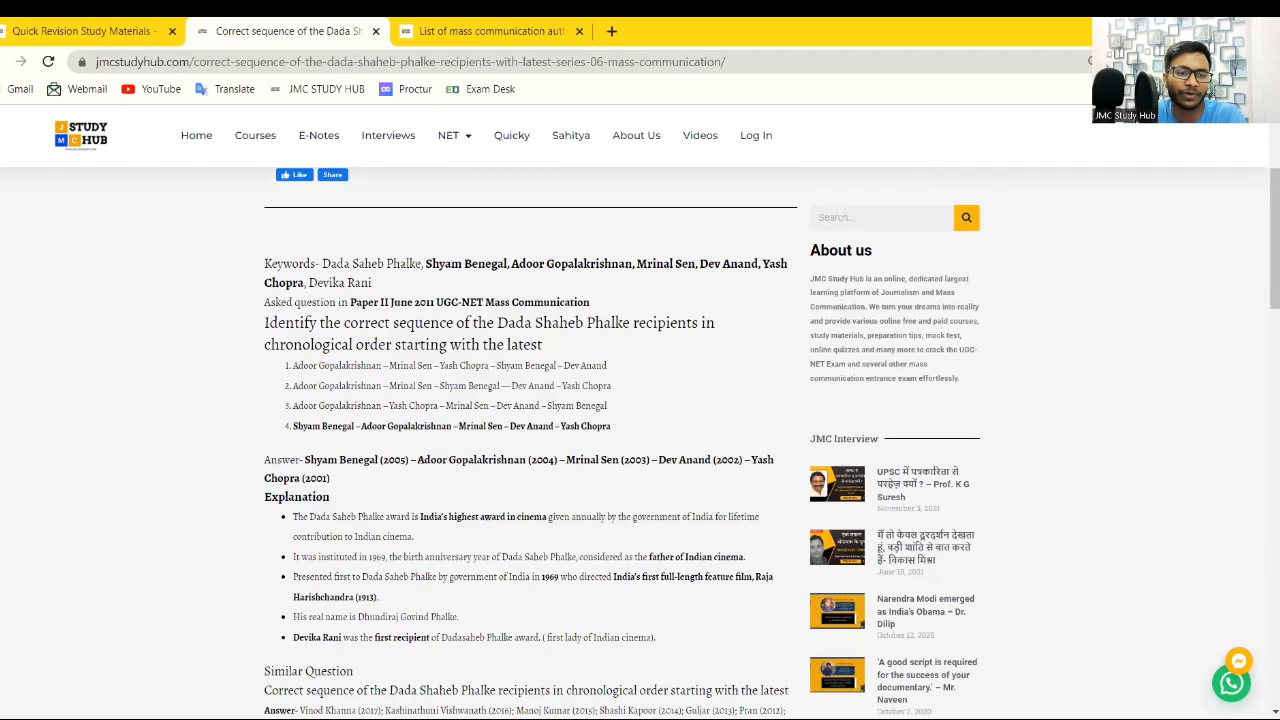 Quick Revision Study Materials -
Correct sequence of the Dada Sh
List of mass communication auth
jmcstudyhub.com/correct-sequence-of-the-dada-shaheb-phalke-recipients-in-chronological-order-starting-with-latest-series-06-mass-communication/
Gmail
Webmail
YouTube
Translate
JMC STUDY HUB
Proctur
Exam Desk
JMC Study Hub
J STUDY
M C HUB
Home
Courses
E-Notes
Interviews
NET
Quicky
Sahitya
About Us
Videos
Log In
Like
Share
Keywords- Dada Saheb Phalke, Shyam Benegal, Adoor Gopalakrishnan, Mrinal Sen, Dev Anand, Yash
Chopra, Devika Rani
Asked question in Paper II June 2011 UGC-NET Mass Communication
Identify the correct sequence of the Dada Shaheb Phalke recipients in
chronological order starting with the latest
1. Adoor Gopalakrishnan – Mrinal Sen -Yash Chopra – Shyam Benegal – Dev Anand
2. Adoor Gopalakrishnan – Mrinal Sen – Shyam Benegal –– Dev Anand –Yash Chopra
3. Adoor Gopalakrishnan –Yash Chopra – Mrinal Sen – Dev Anand –Shyam Benegal
4. Shyam Benegal –Adoor Gopalakrishnan – Mrinal Sen – Dev Anand –Yash Chopra
Answer- Shyam Benegal (2005) –Adoor Gopalakrishnan (2004) – Mrinal Sen (2003) –Dev Anand (2002) –Yash
Chopra (2001)
Explanation
The Dada Saheb Phalke award is India's highest award in cinema given annually by the government of India for lifetime
contribution to Indian cinema.
It was instituted in 1969, the birth anniversary year of Dada Saheb Phalke, considered as the father of Indian cinema.
Presented first to Dadasaheb Phalke by the government of India in 1969 who directed India's first full-length feature film, Raja
Harishchandra (1913).
His real name is Dhundiraj Govind Phalke.
Devika Rani was the first recipient of Dadasaheb Phalke award. ( first lady of Indian cinema).
Similar Question
Correct sequence of the Dada Shaheb Phalke recipients in chronological order starting with the latest
Answer- Vinod Khanna (2017); Kashinathuni Vishwanath (2016); Manoj Kumar (2015); Shashi Kapoor (2014); Guljar (2013); Pran (2012);
Search...
About us
JMC Study Hub is an online, dedicated largest
learning platform of Journalism and Mass
Communication. We turn your dreams into reality
and provide various online free and paid courses,
study materials, preparation tips, mock test,
online quizzes and many more to crack the UGC-
NET Exam and several other mass
communication entrance exam effortlessly.
JMC Interview
UPSC में पत्रकारिता से
परहेज़ क्यों ? – Prof. K G
Suresh
November 3, 2021
मैं तो केवल दूरदर्शन देखता
हूं, बड़ी शांति से बात करते
हैं- विकास मिश्रा
June 15, 2021
Narendra Modi emerged
as India's Obama – Dr.
Dilip
October 12, 2020
'A good script is required
for the success of your
documentary.' – Mr.
Naveen
October 2, 2020